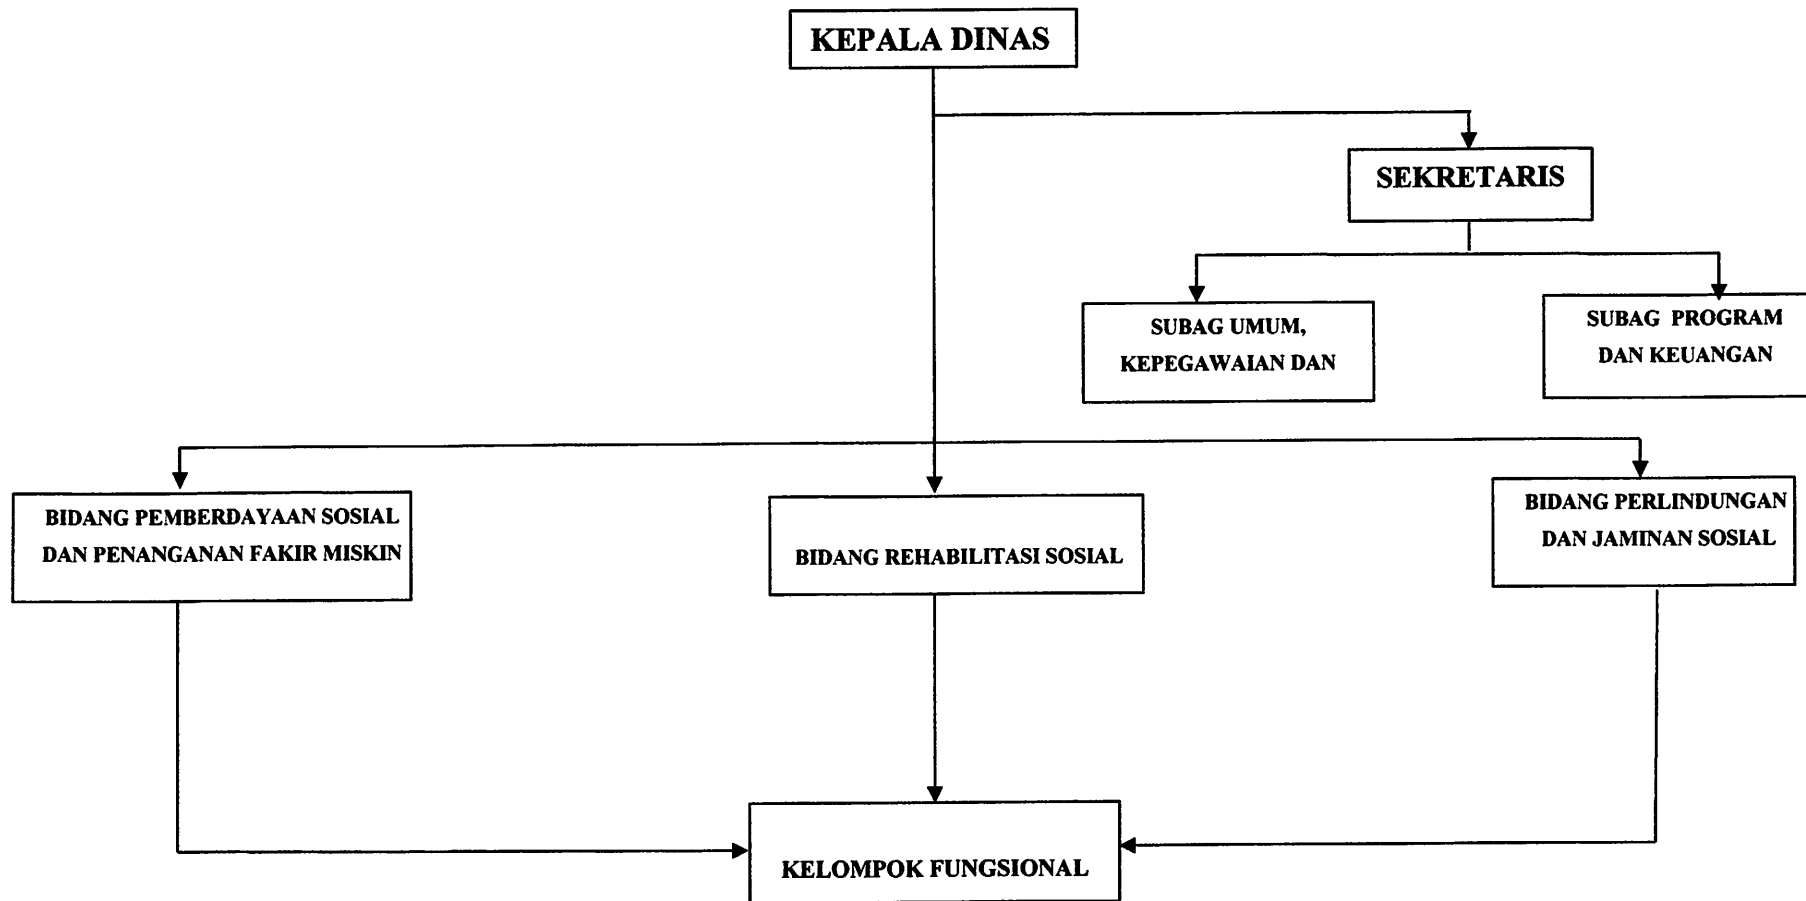 KEPALA DINAS
SEKRETARIS
SUBAG UMUM,
KEPEGAWAIAN DAN
SUBAG PROGRAM
DAN KEUANGAN
BIDANG PEMBERDAYAAN SOSIAL
DAN PENANGANAN FAKIR MISKIN
BIDANG REHABILITASI SOSIAL
BIDANG PERLINDUNGAN
DAN JAMINAN SOSIAL
KELOMPOK FUNGSIONAL